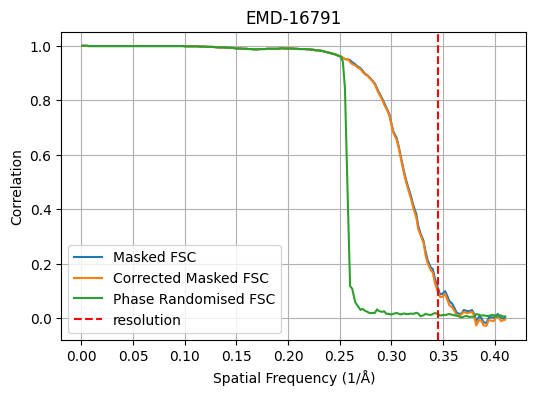 EMD-16791
Correlation
1.0
0.8
0.6
0.4
0.2
0.0
Masked FSC
Corrected Masked FSC
Phase Randomised FSC
resolution
0.00 0.05 0.10 0.15 0.20 0.25 0.30 0.35 0.40
Spatial Frequency (1/Å)